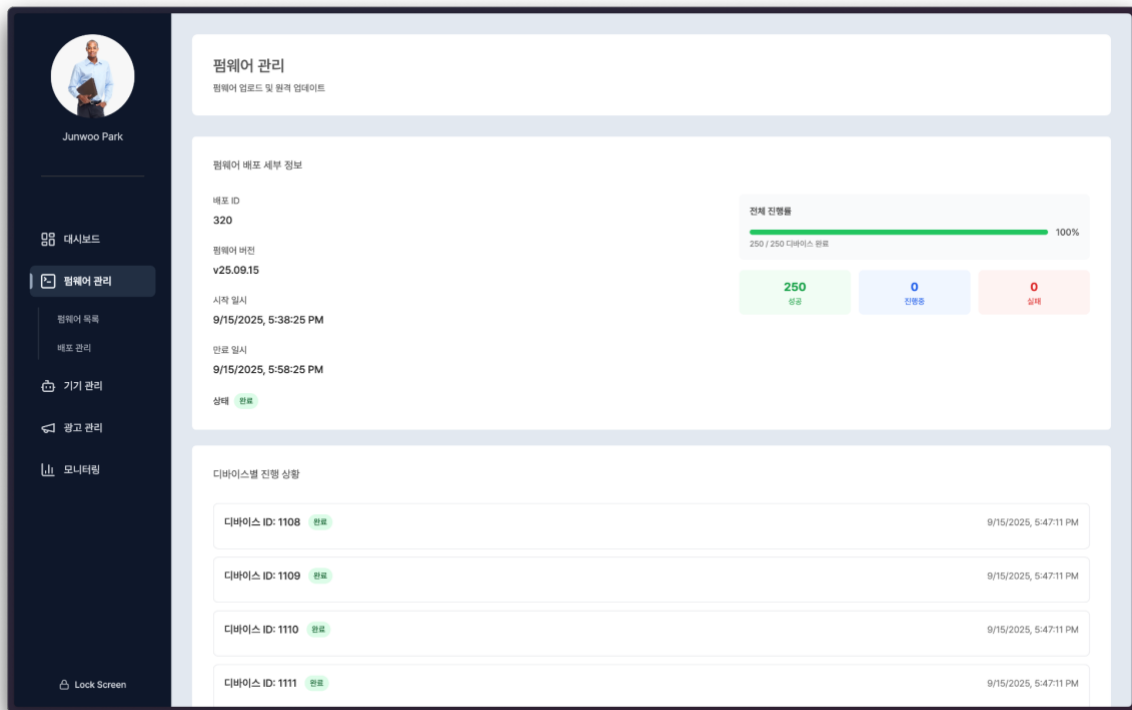 Junwoo Park
대시보드
펌웨어 관리
펌웨어 목록
배포 관리
기기 관리
광고 관리
모니터링
Lock Screen
펌웨어 관리
펌웨어 업로드 및 원격 업데이트
펌웨어 배포 세부 정보
배포 ID
320
펌웨어 버전
v25.09.15
시작 일시
9/15/2025, 5:38:25 PM
만료 일시
9/15/2025, 5:58:25 PM
상태 완료
전체 진행률
100%
250 / 250 디바이스 완료
250
성공
0
진행중
0
실패
디바이스별 진행 상황
디바이스 ID: 1108 완료 9/15/2025, 5:47:11 PM
디바이스 ID: 1109 완료 9/15/2025, 5:47:11 PM
디바이스 ID: 1110 완료 9/15/2025, 5:47:11 PM
디바이스 ID: 1111 완료 9/15/2025, 5:47:11 PM